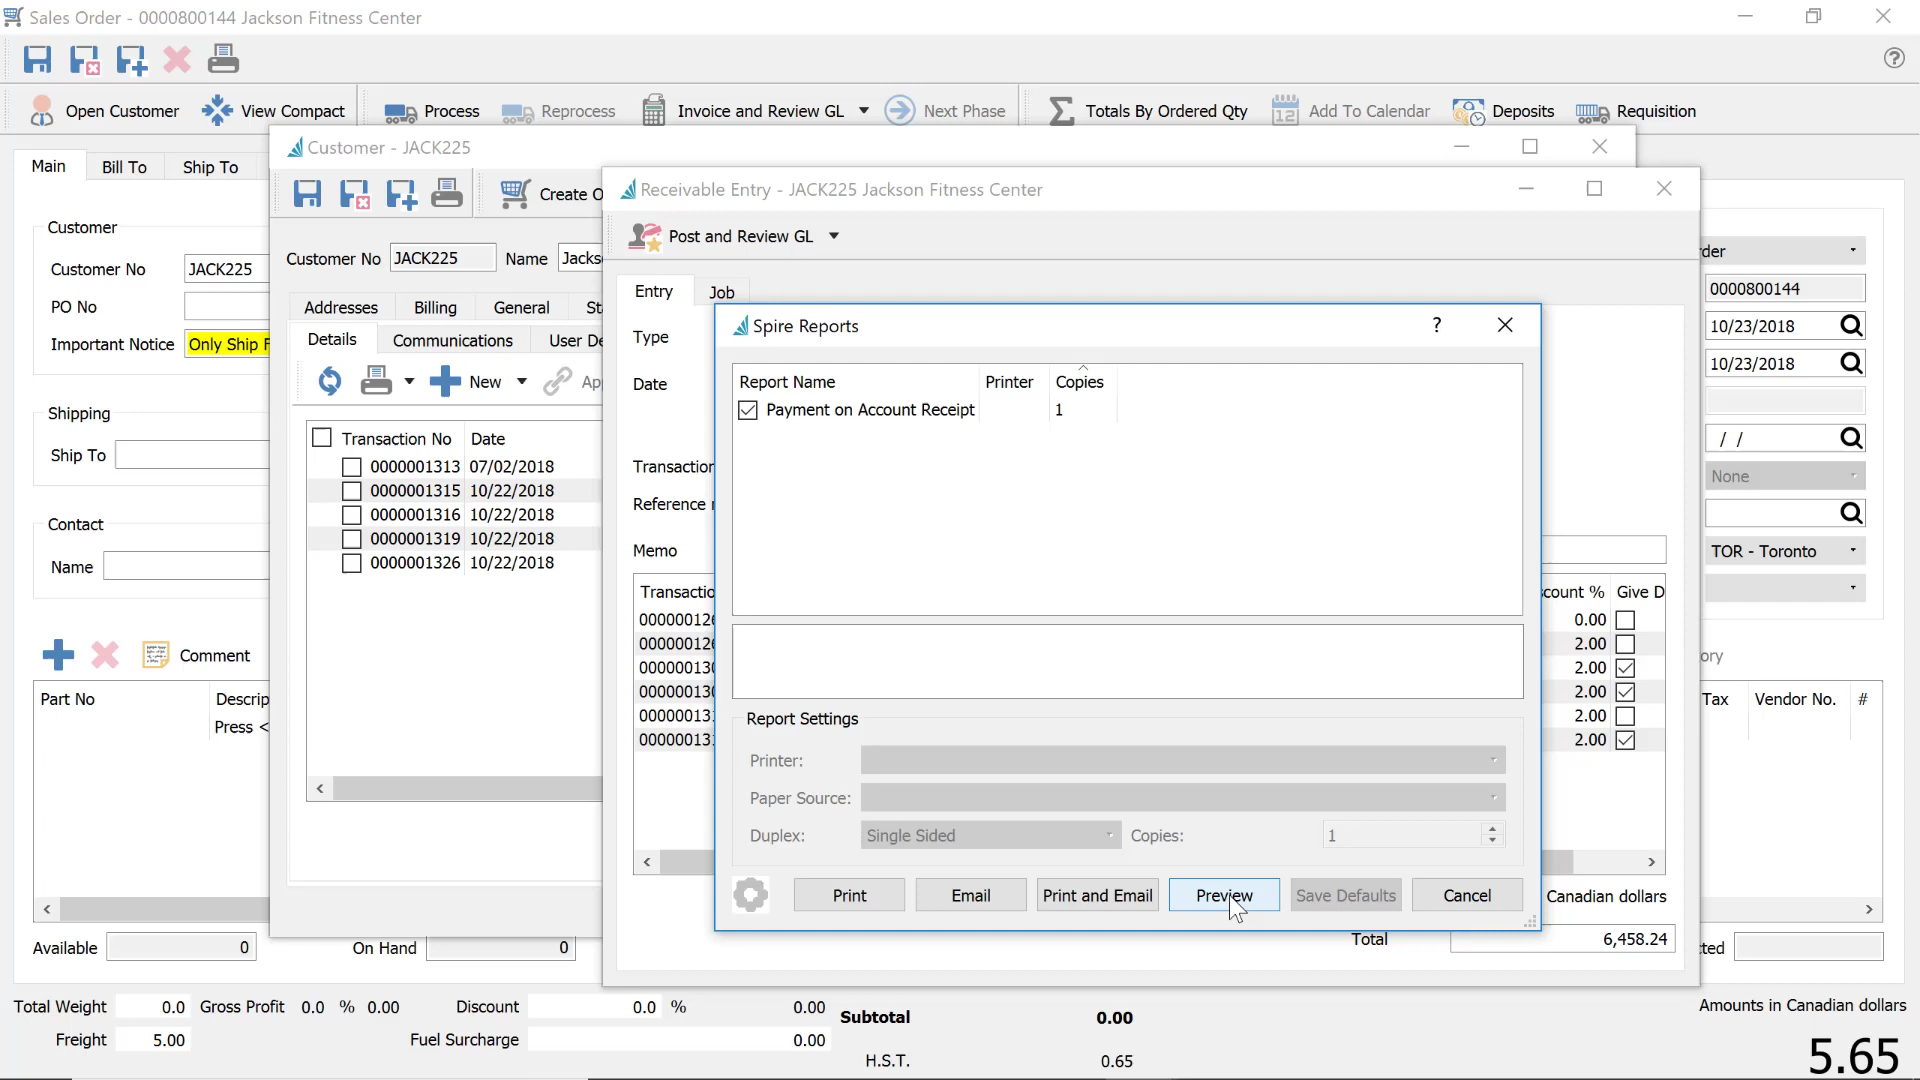 Sales Order - 0000800144 Jackson Fitness Center
Open Customer View Compact Process Reprocess Invoice and Review GL Next Phase Totals By Ordered Qty Add To Calendar Deposits Requisition
Main Bill To Ship To
Customer
Customer No JACK225
PO No
Important Notice Only Ship
Shipping
Ship To
Contact
Name
Comment
Part No Descrip
Press <
Available 0 On Hand 0
Customer - JACK225
Create O
Customer No JACK225 Name Jacks
Addresses Billing General St
Details Communications User De
New App
Transaction No Date
0000001313 07/02/2018
0000001315 10/22/2018
0000001316 10/22/2018
0000001319 10/22/2018
0000001326 10/22/2018
Receivable Entry - JACK225 Jackson Fitness Center
Post and Review GL
Entry Job
Type
Date
Transaction
Reference
Memo
Transactio
count % Give D
0.00
2.00
2.00
2.00
2.00
2.00
Canadian dollars
Total 6,458.24
Spire Reports ?
Report Name Printer Copies
Payment on Account Receipt 1
Report Settings
Printer:
Paper Source:
Duplex: Single Sided Copies: 1
Print Email Print and Email Preview Save Defaults Cancel
der
0000800144
10/23/2018
10/23/2018
/ /
None
TOR - Toronto
ory
Tax Vendor No. #
ted
Total Weight 0.0 Gross Profit 0.0 % 0.00 Discount 0.0 % 0.00 Subtotal 0.00 Amounts in Canadian dollars
Freight 5.00 Fuel Surcharge 0.00
H.S.T. 0.65
5.65